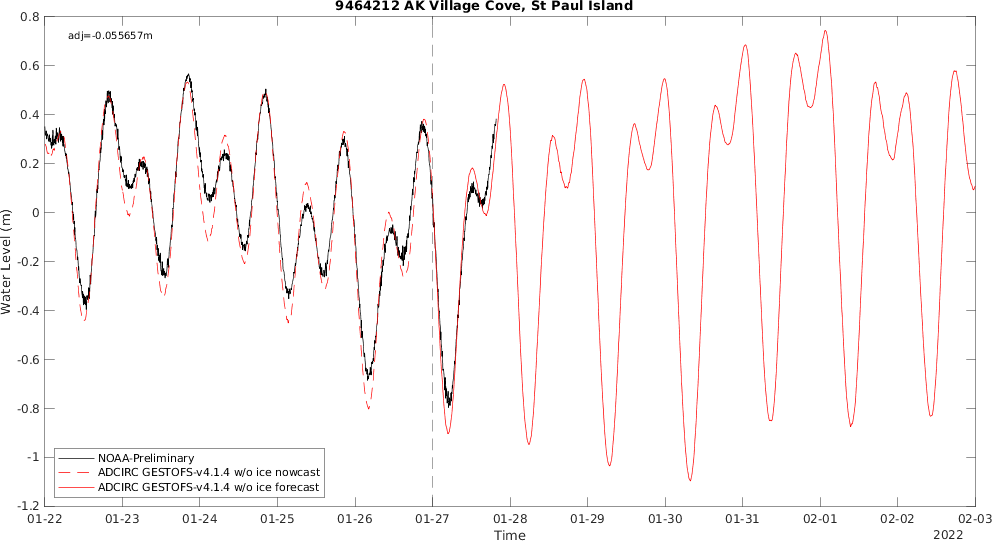 9464212 AK Village Cove, St Paul Island
adj=-0.055657m
0.8
0.6
0.4
0.2
0
-0.2
-0.4
-0.6
-0.8
-1
-1.2
Water Level (m)
NOAA-Preliminary
ADCIRC GESTOFS-v4.1.4 w/o ice nowcast
ADCIRC GESTOFS-v4.1.4 w/o ice forecast
01-22 01-23 01-24 01-25 01-26 01-27 01-28 01-29 01-30 01-31 02-01 02-02 02-03
Time
2022